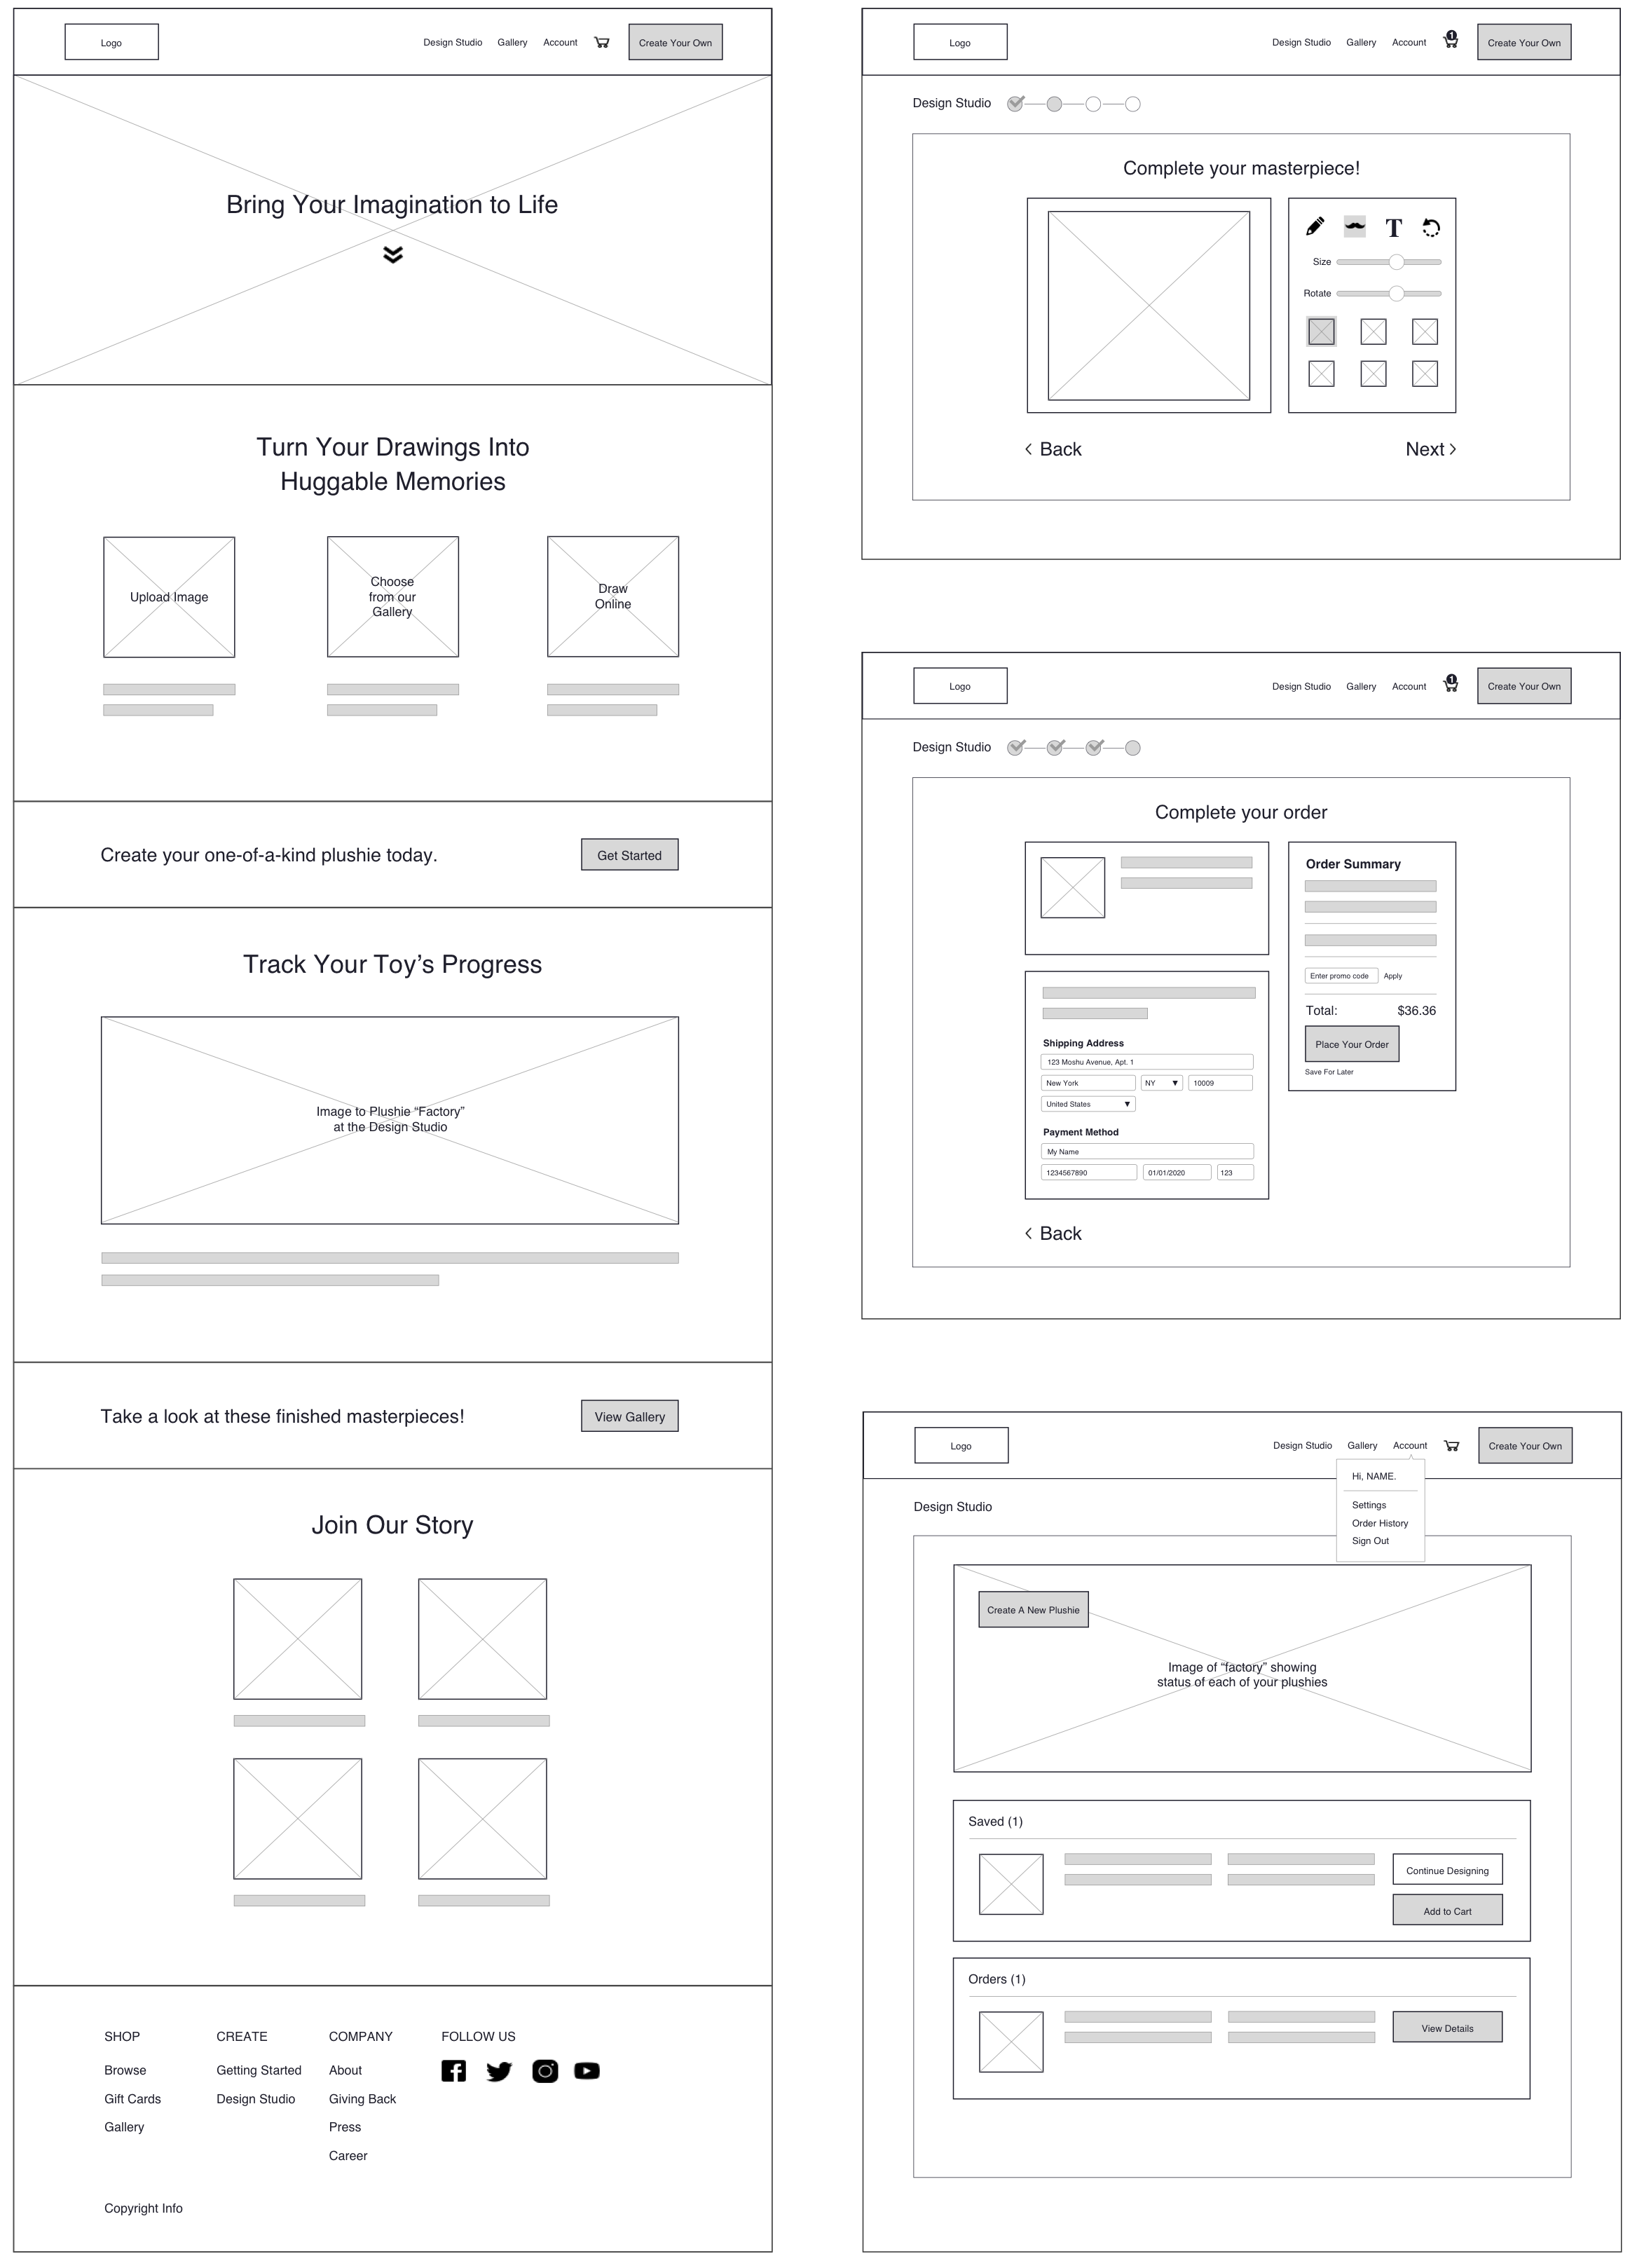 Logo
Design Studio
Gallery
Account
Create Your Own
Bring Your Imagination to Life
Turn Your Drawings Into
Huggable Memories
Upload Image
Choose
from our
Gallery
Draw
Online
Create your one-of-a-kind plushie today.
Get Started
Track Your Toy’s Progress
Image to Plushie “Factory”
at the Design Studio
Take a look at these finished masterpieces!
View Gallery
Join Our Story
SHOP
Browse
Gift Cards
Gallery
CREATE
Getting Started
Design Studio
COMPANY
About
Giving Back
Press
Career
FOLLOW US
Copyright Info
Logo
Design Studio
Gallery
Account
1
Create Your Own
Design Studio
Complete your masterpiece!
T
Size
Rotate
Back
Next
Logo
Design Studio
Gallery
Account
1
Create Your Own
Design Studio
Complete your order
Shipping Address
123 Moshu Avenue, Apt. 1
New York
NY
10009
United States
Payment Method
My Name
1234567890
01/01/2020
123
Order Summary
Enter promo code
Apply
Total:
$36.36
Place Your Order
Save For Later
Back
Logo
Design Studio
Gallery
Account
Create Your Own
Hi, NAME.
Settings
Order History
Sign Out
Design Studio
Create A New Plushie
Image of “factory” showing
status of each of your plushies
Saved (1)
Continue Designing
Add to Cart
Orders (1)
View Details